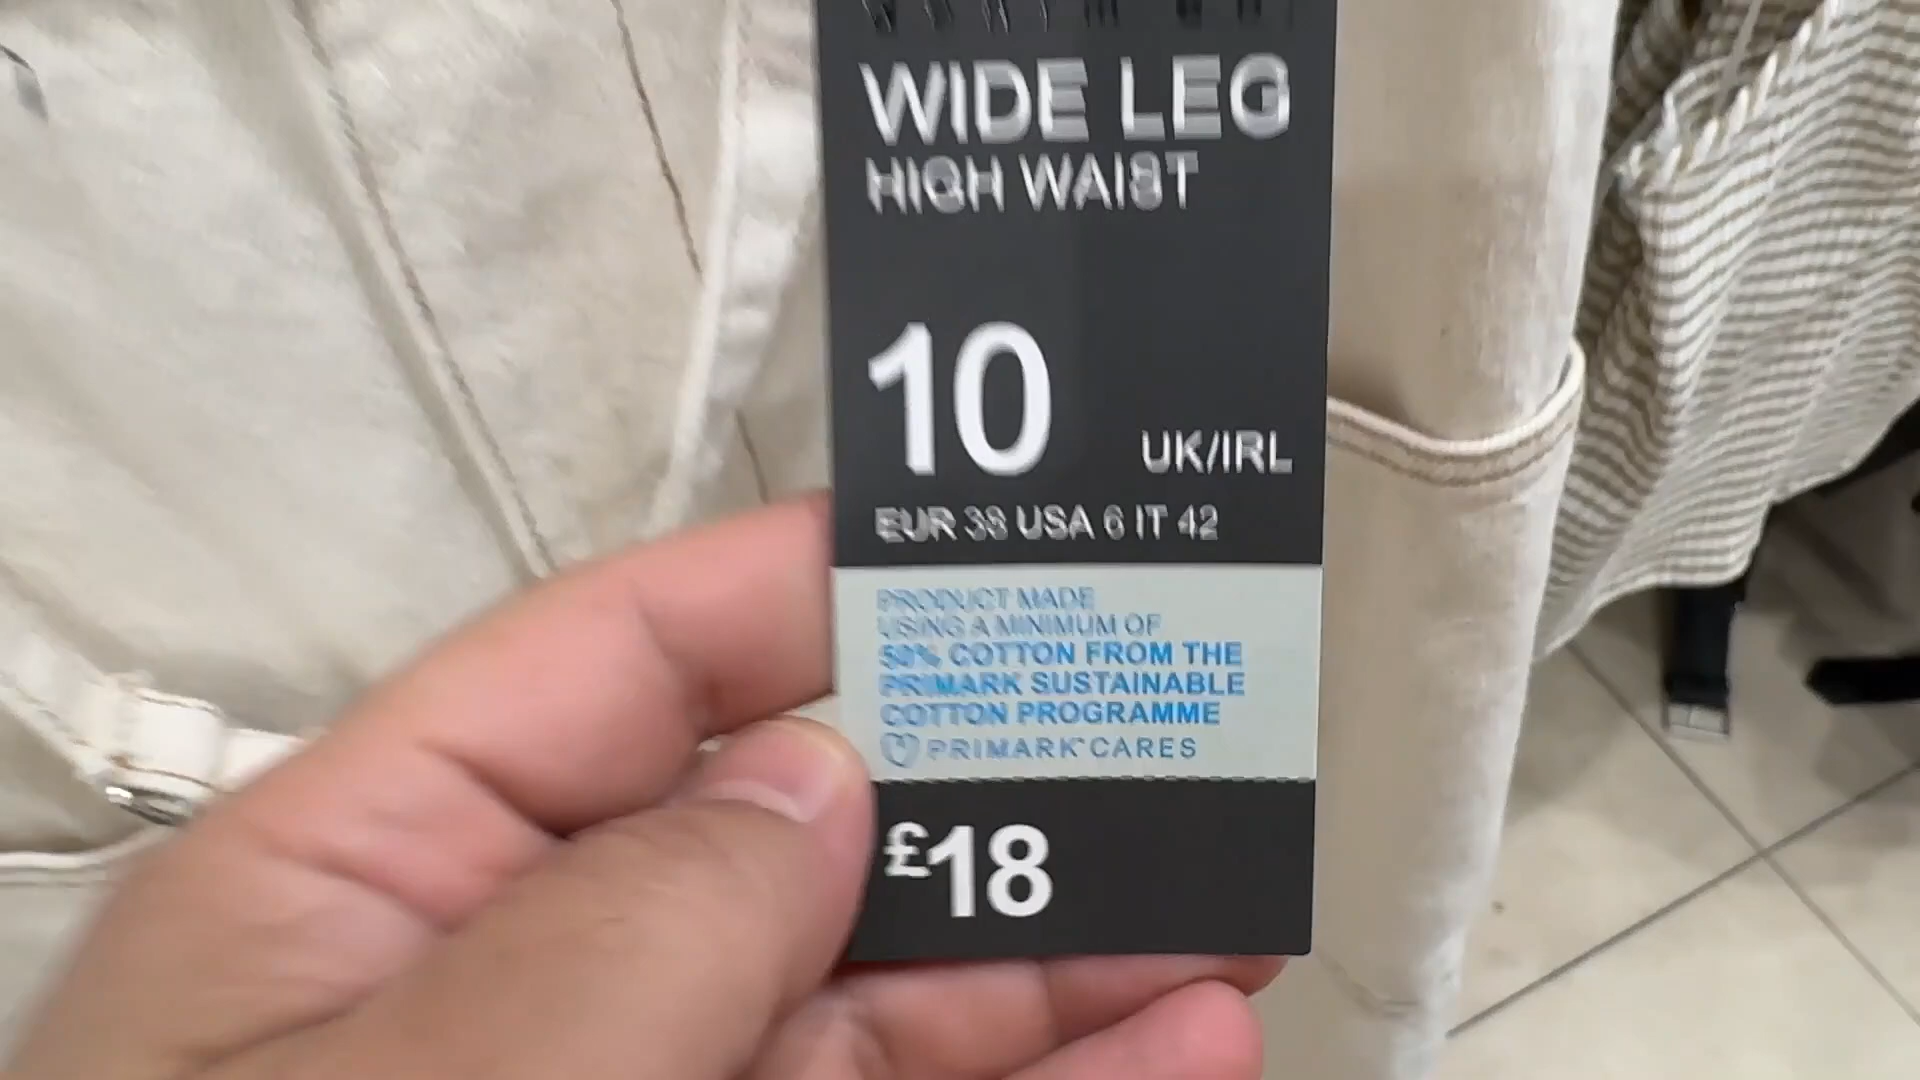 WIDE LEG
HIGH WAIST
10 UK/IRL
EUR 38 USA 6 IT 42
PRODUCT MADE
USING A MINIMUM OF
50% COTTON FROM THE
PRIMARK SUSTAINABLE
COTTON PROGRAMME
PRIMARK CARES
£18